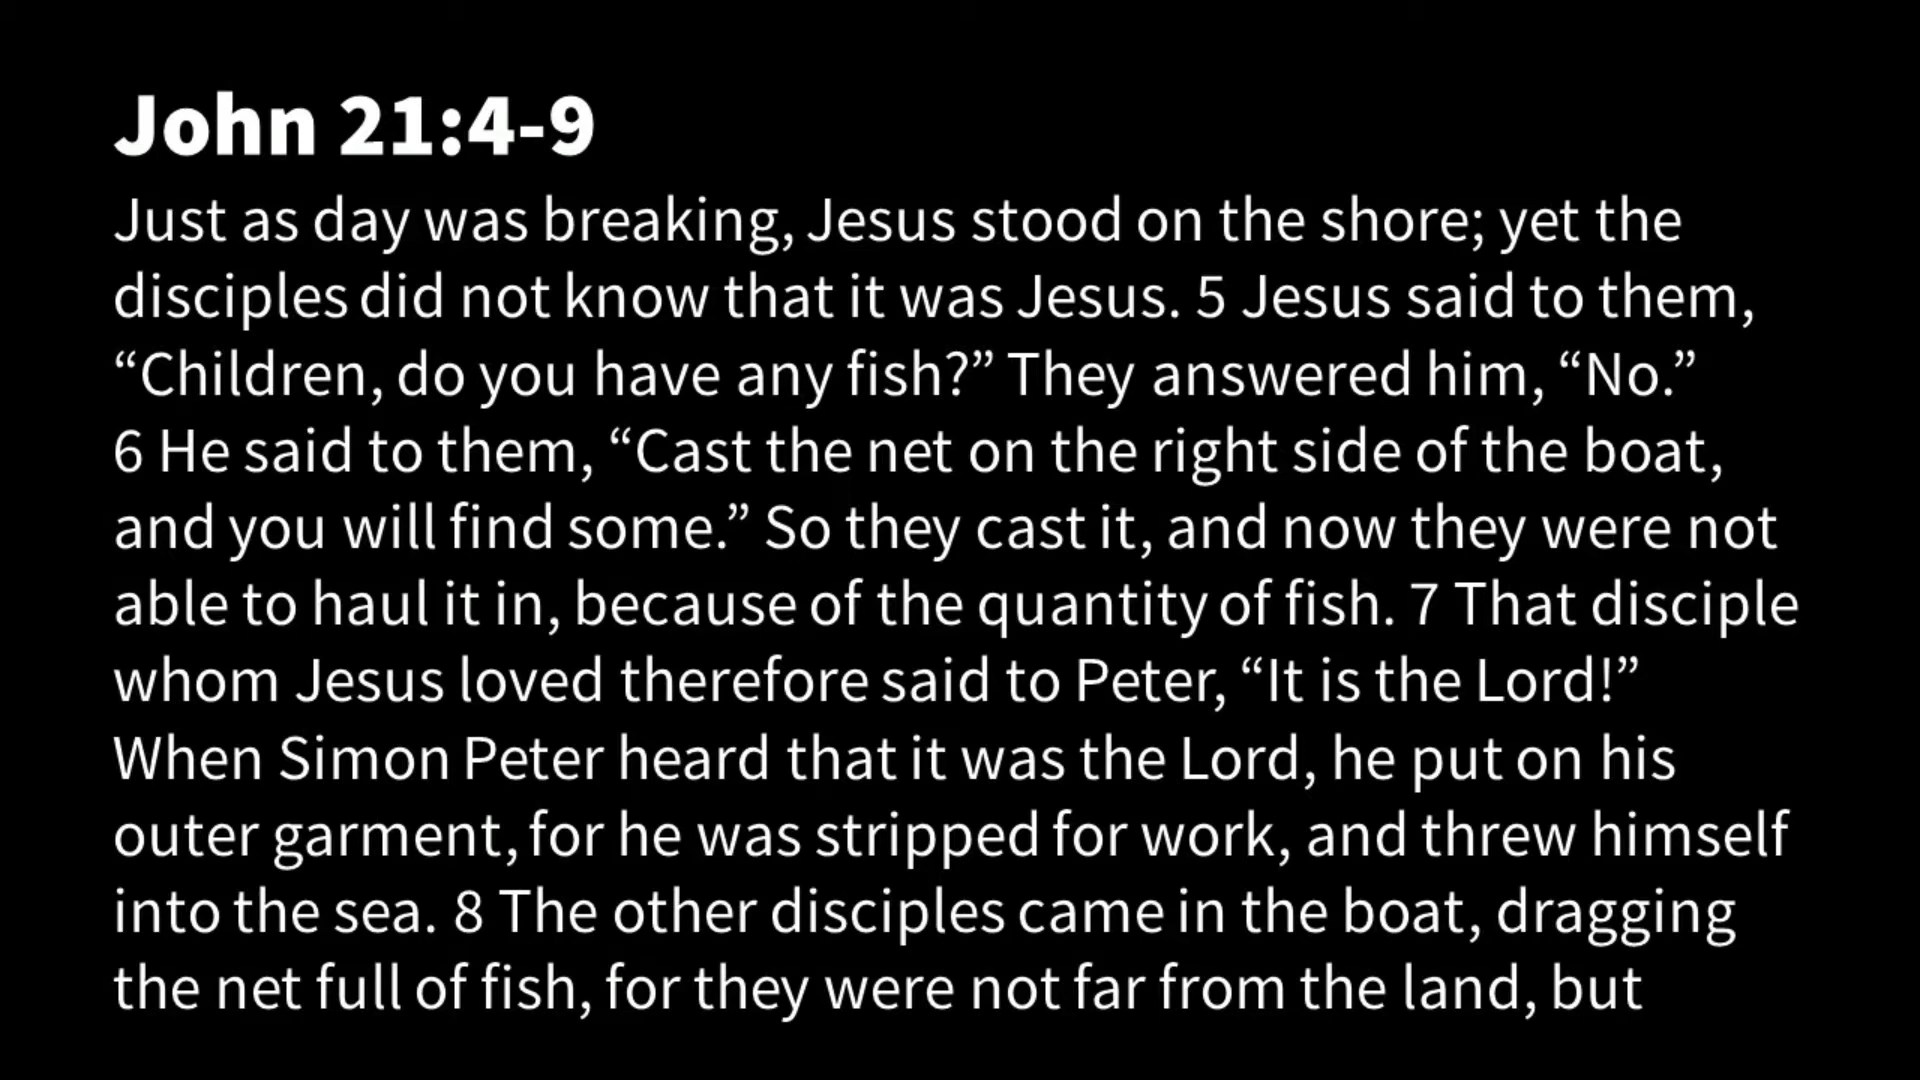 John 21:4-9
Just as day was breaking, Jesus stood on the shore; yet the
disciples did not know that it was Jesus. 5 Jesus said to them,
“Children, do you have any fish?” They answered him, “No.”
6 He said to them, “Cast the net on the right side of the boat,
and you will find some.” So they cast it, and now they were not
able to haul it in, because of the quantity of fish. 7 That disciple
whom Jesus loved therefore said to Peter, “It is the Lord!”
When Simon Peter heard that it was the Lord, he put on his
outer garment, for he was stripped for work, and threw himself
into the sea. 8 The other disciples came in the boat, dragging
the net full of fish, for they were not far from the land, but